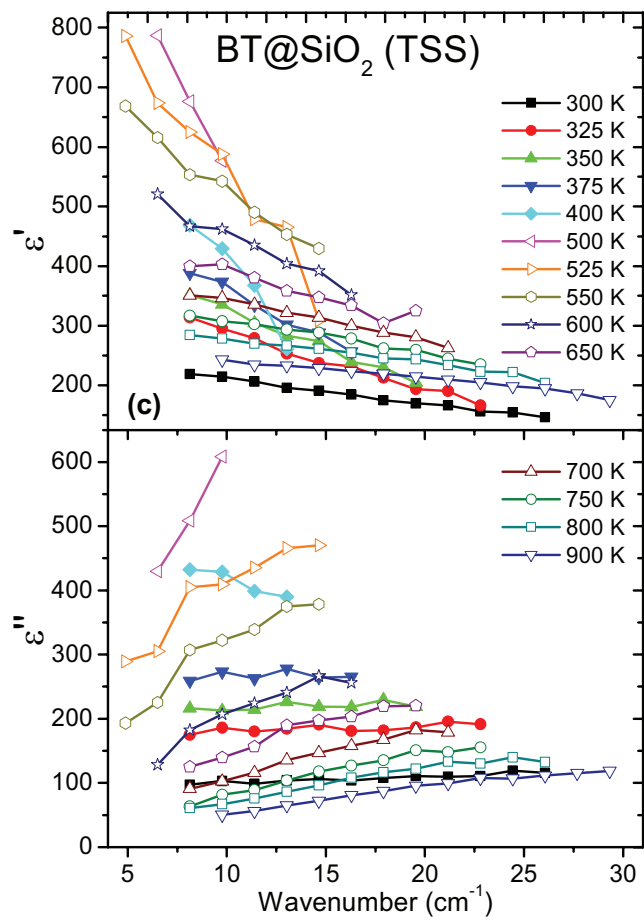 BT@SiO₂ (TSS)
800
700
600
500
400
300
200
ε'
300 K
325 K
350 K
375 K
400 K
500 K
525 K
550 K
600 K
650 K
(c)
600
500
400
300
200
100
0
ε''
700 K
750 K
800 K
900 K
5 10 15 20 25 30
Wavenumber (cm⁻¹)